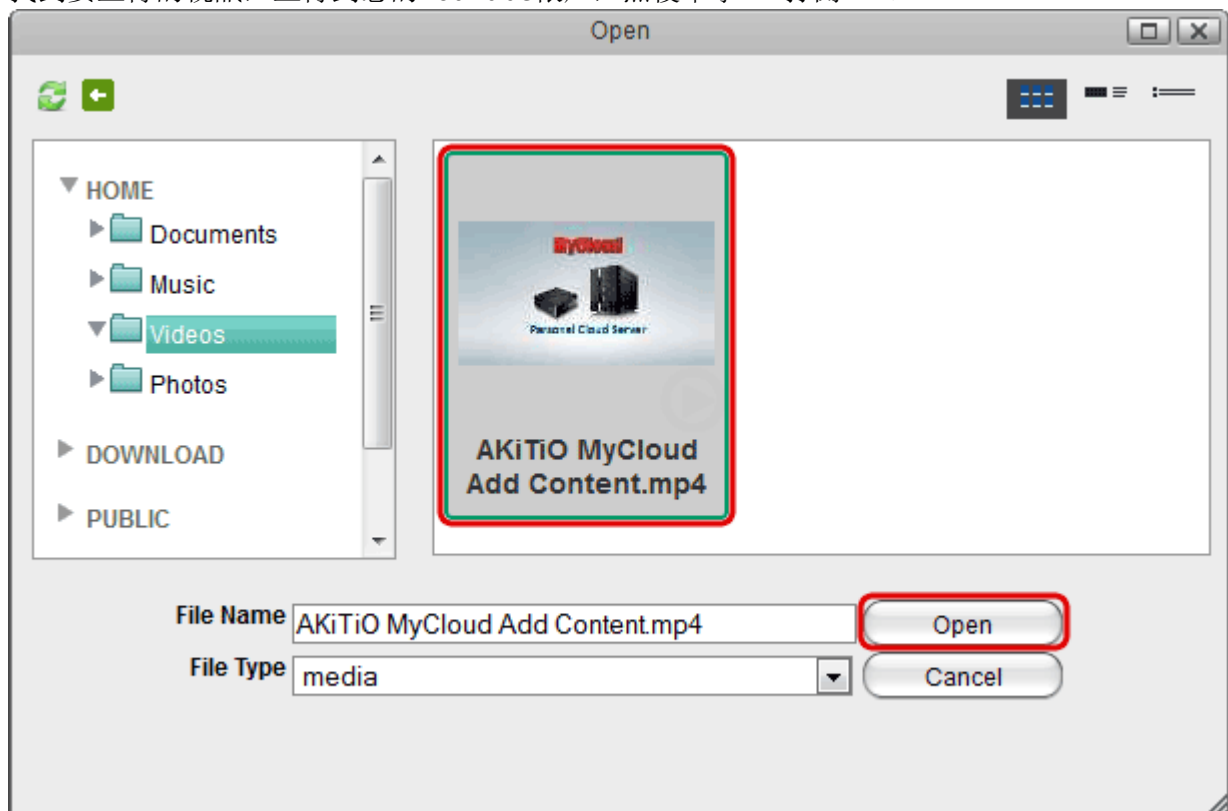 Open
HOME
Documents
Music
Videos
Photos
DOWNLOAD
PUBLIC
MyCloud
Personal Cloud Server
AKiTiO MyCloud
Add Content.mp4
File Name
AKiTiO MyCloud Add Content.mp4
Open
File Type
media
Cancel